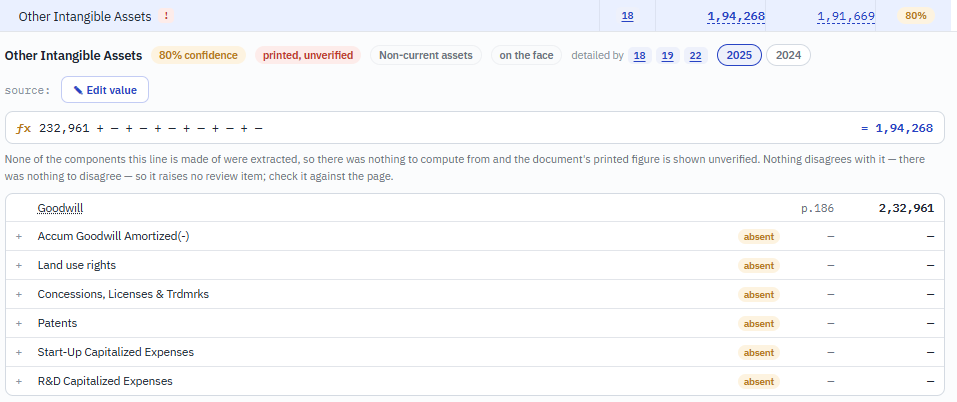 Other Intangible Assets ! 18 1,94,268 1,91,669 80%
Other Intangible Assets 80% confidence printed, unverified Non-current assets on the face detailed by 18 19 22 2025 2024
source: ✎ Edit value
ƒx 232,961 + — + — + — + — + — + — = 1,94,268
None of the components this line is made of were extracted, so there was nothing to compute from and the document's printed figure is shown unverified. Nothing disagrees with it — there
was nothing to disagree — so it raises no review item; check it against the page.
Goodwill p.186 2,32,961
+ Accum Goodwill Amortized(-) absent — —
+ Land use rights absent — —
+ Concessions, Licenses & Trdmrks absent — —
+ Patents absent — —
+ Start-Up Capitalized Expenses absent — —
+ R&D Capitalized Expenses absent — —